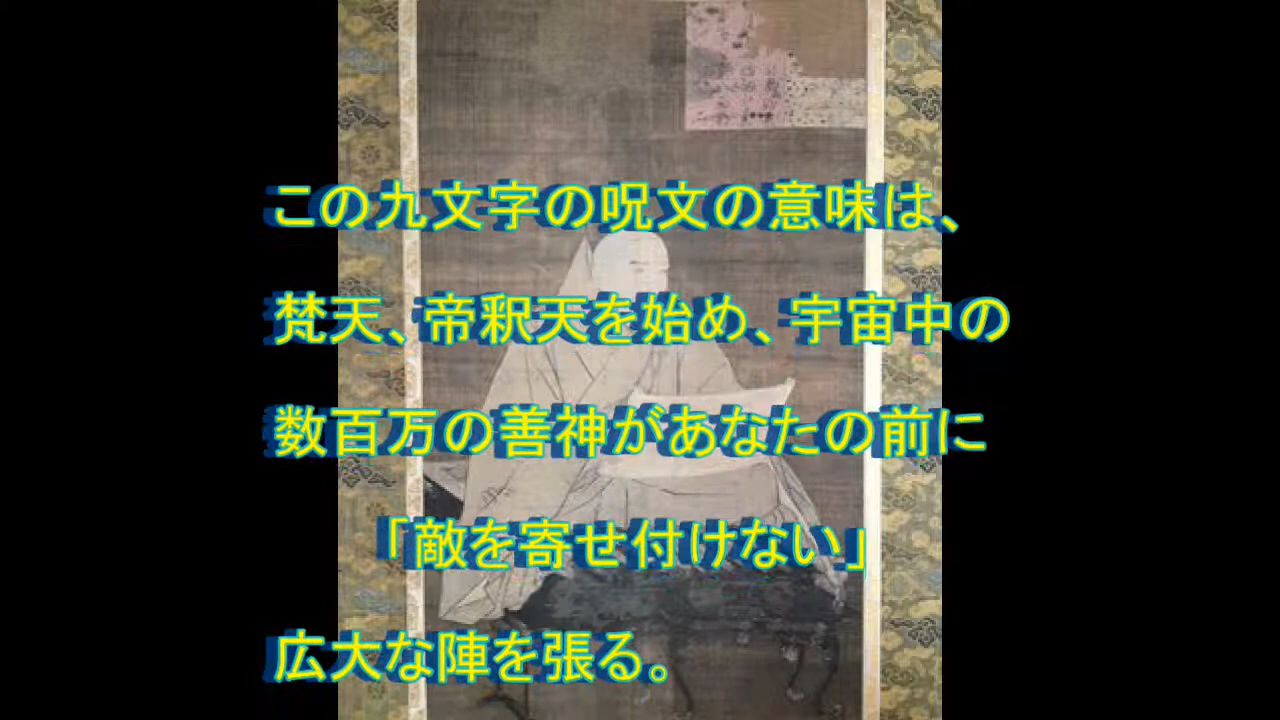 この九文字の呪文の意味は、
梵天、帝釈天を始め、宇宙中の
数百万の善神があなたの前に
「敵を寄せ付けない」
広大な陣を張る。